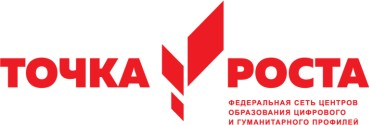 ТОЧКА РОСТА
ФЕДЕРАЛЬНАЯ СЕТЬ ЦЕНТРОВ
ОБРАЗОВАНИЯ ЦИФРОВОГО
И ГУМАНИТАРНОГО ПРОФИЛЕЙ